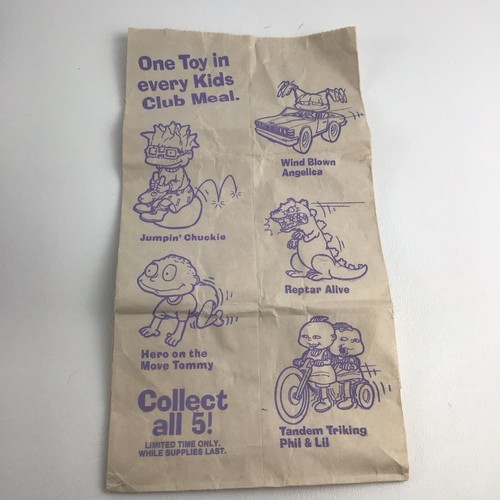 One Toy in
every Kids
Club Meal.
Wind Blown
Angelica
Jumpin' Chuckie
Reptar Alive
Hero on the
Move Tommy
Collect
all 5!
LIMITED TIME ONLY.
WHILE SUPPLIES LAST.
Tandem Triking
Phil & Lil